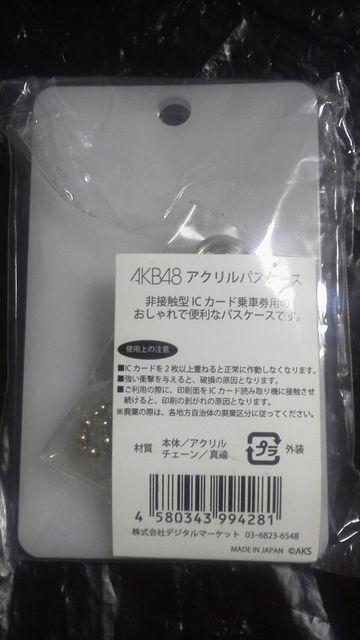 AKB48 アクリルパスケース
非接触型 IC カード乗車券用の
おしゃれで便利なパスケースです。
使用上の注意
■ICカードを2枚以上重ねると正常に作動しなくなります。
■強い衝撃を与えると、破損の原因となります。
■ご利用の際に、印刷面をIC カード読み取り機に接触させ
続けると、印刷の剥がれの原因となります。
※廃棄の際は、各地方自治体の廃棄区分に従ってください。
材質 本体/アクリル
チェーン/真鍮
プラ 外装
4 580343 994281
株式会社デジタルマーケット 03-6823-6548
MADE IN JAPAN ©AKS